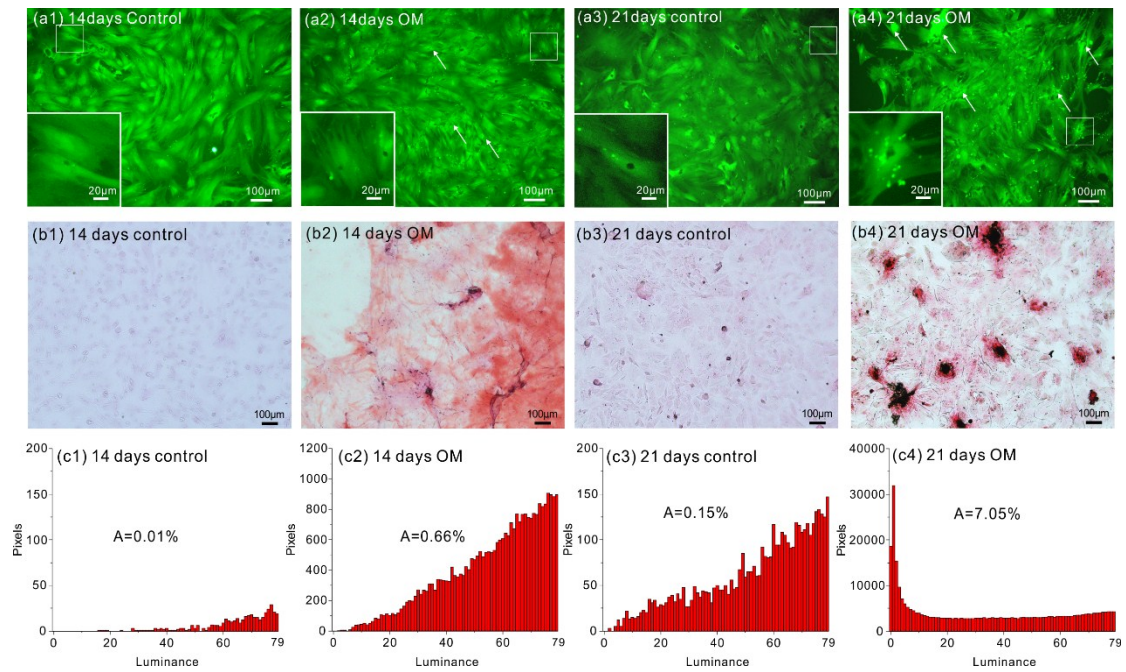 (a1) 14days Control
20µm
100µm
(a2) 14days OM
20µm
100µm
(a3) 21days Control
20µm
100µm
(a4) 21days OM
20µm
100µm
(b1) 14 days control
100µm
(b2) 14 days OM
100µm
(b3) 21 days control
100µm
(b4) 21 days OM
100µm
(c1) 14 days control
A=0.01%
Pixels
200
150
100
50
0
0 20 40 60 79
Luminance
(c2) 14 days OM
A=0.66%
Pixels
1200
1000
800
600
400
200
0
0 20 40 60 79
Luminance
(c3) 21 days control
A=0.15%
Pixels
200
150
100
50
0
0 20 40 60 79
Luminance
(c4) 21 days OM
A=7.05%
Pixels
40000
30000
20000
10000
0
0 20 40 60 79
Luminance